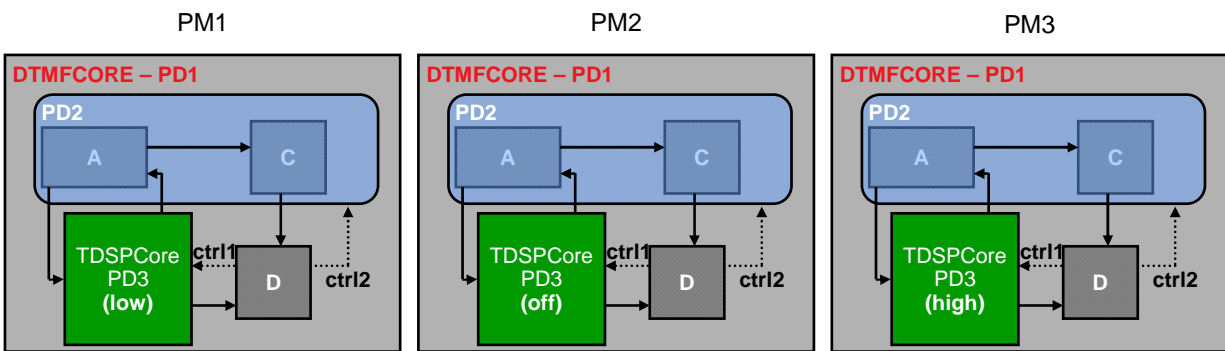 PM1
PM2
PM3
DTMFCORE – PD1
PD2
A
C
TDSPCore
PD3
(low)
ctrl1
D
ctrl2
DTMFCORE – PD1
PD2
A
C
TDSPCore
PD3
(off)
ctrl1
D
ctrl2
DTMFCORE – PD1
PD2
A
C
TDSPCore
PD3
(high)
ctrl1
D
ctrl2